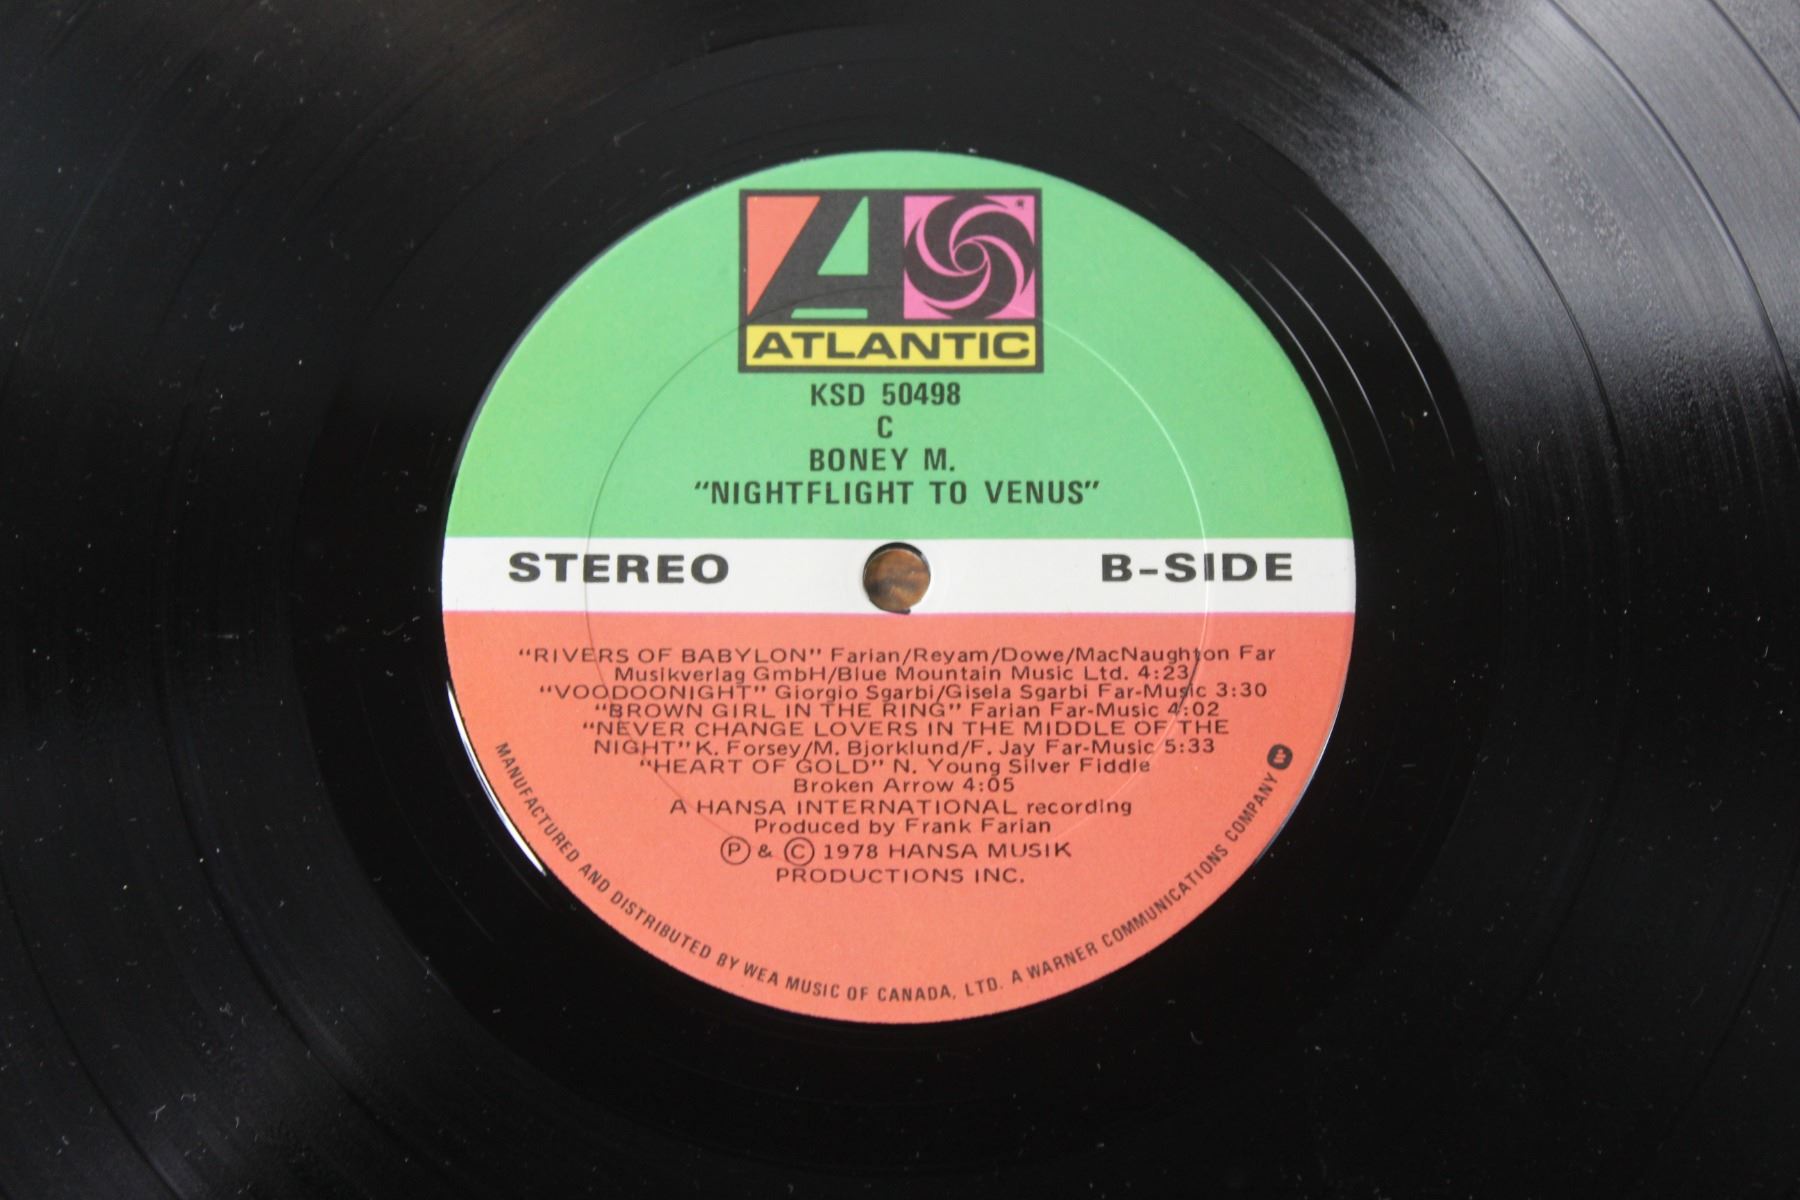 ATLANTIC
KSD 50498
C
BONEY M.
"NIGHTFLIGHT TO VENUS"
STEREO
B-SIDE
"RIVERS OF BABYLON" Farian/Reyam/Dowe/MacNaughton Far
Musikverlag GmbH/Blue Mountain Music Ltd. 4:23
"VOODOONIGHT" Giorgio Sgarbi/Gisela Sgarbi Far-Music 3:30
"BROWN GIRL IN THE RING" Farian Far-Music 4:02
"NEVER CHANGE LOVERS IN THE MIDDLE OF THE
NIGHT" K. Forsey/M. Bjorklund/F. Jay Far-Music 5:33
"HEART OF GOLD" N. Young Silver Fiddle
Broken Arrow 4:05
A HANSA INTERNATIONAL recording
Produced by Frank Farian
Ⓟ & Ⓒ 1978 HANSA MUSIK
PRODUCTIONS INC.
MANUFACTURED AND DISTRIBUTED BY WEA MUSIC OF CANADA, LTD. A WARNER COMMUNICATIONS COMPANY